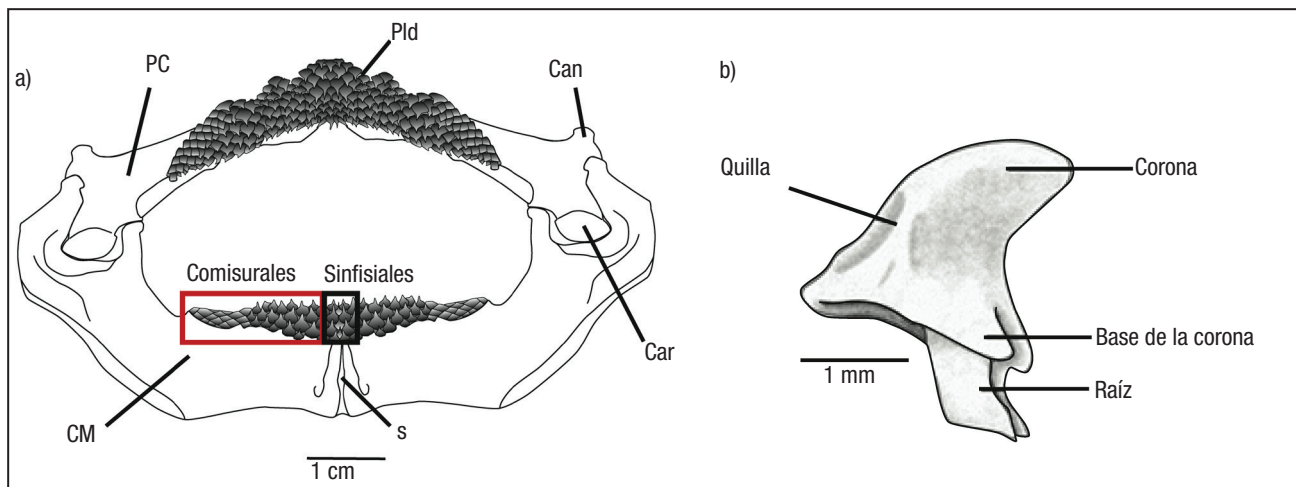 a)
PC
Pld
Can
Comisurales
Sinfisiales
Car
CM
s
1 cm
b)
Quilla
Corona
Base de la corona
1 mm
Raíz